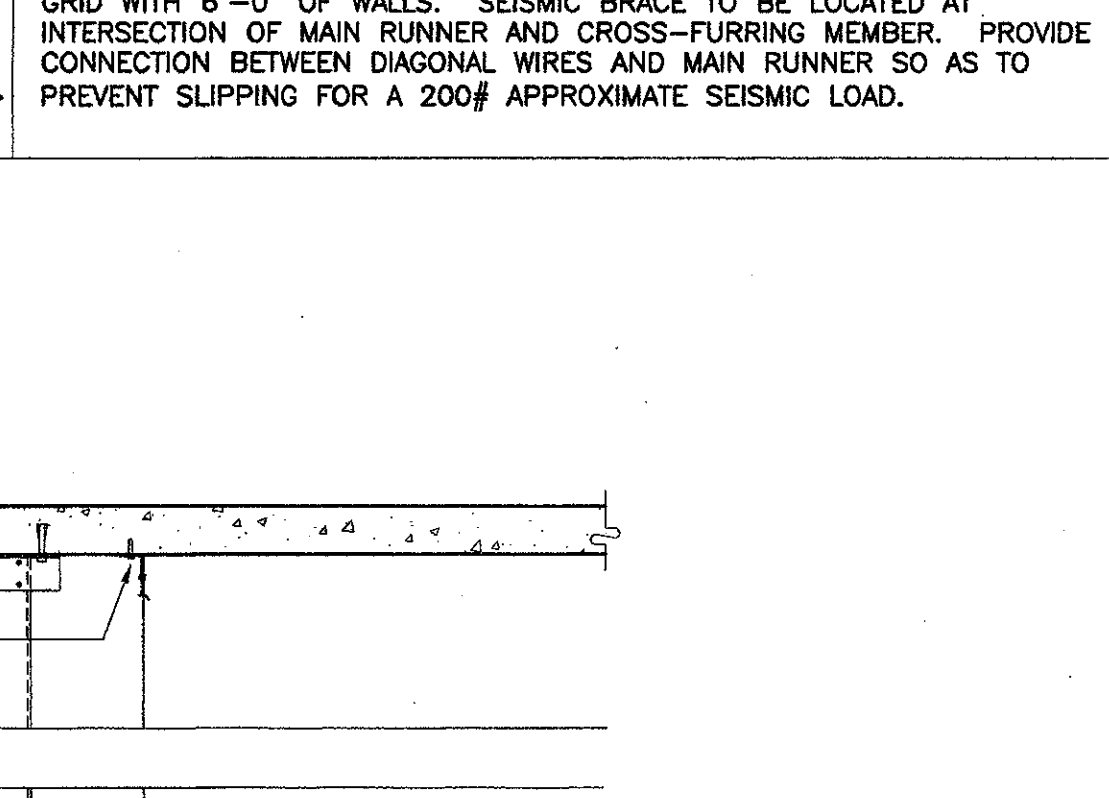 GRID WITH 6'-0" OF WALLS. SEISMIC BRACE TO BE LOCATED AT
INTERSECTION OF MAIN RUNNER AND CROSS-FURRING MEMBER. PROVIDE
CONNECTION BETWEEN DIAGONAL WIRES AND MAIN RUNNER SO AS TO
PREVENT SLIPPING FOR A 200# APPROXIMATE SEISMIC LOAD.